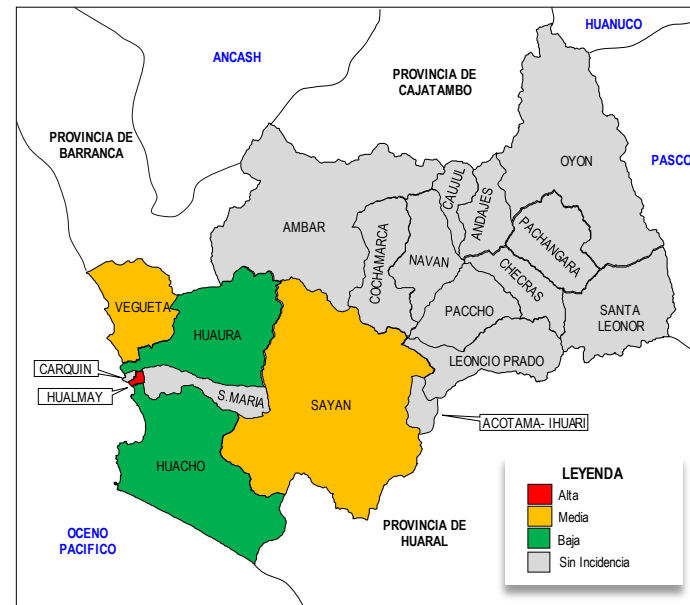 HUANUCO
ANCASH
PROVINCIA DE
CAJATAMBO
PROVINCIA DE
BARRANCA
OYON
PASCO
CAUJUL
ANDAJES
AMBAR
COCHAMARCA
NAVAN
PACHANGARA
CHECRAS
VEGUETA
HUAURA
PACCHO
SANTA
LEONOR
LEONCIO PRADO
CARQUIN
HUALMAY
S.MARIA
SAYAN
ACOTAMA- IHUARI
HUACHO
OCENO
PACIFICO
PROVINCIA DE
HUARAL
LEYENDA
Alta
Media
Baja
Sin Incidencia